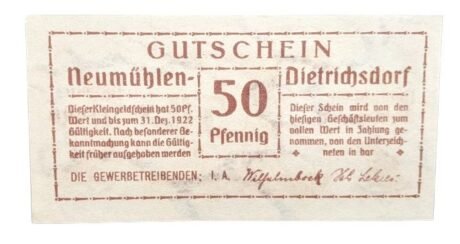 GUTSCHEIN
Neumühlen-
Dietrichsdorf
50
Pfennig
Dieser Kleingeldschein hat 50 Pf.
Wert und bis zum 31. Dez. 1922
Gültigkeit. Nach besonderer Be-
kanntmachung kann die Gültig-
keit früher aufgehoben werden
Dieser Schein wird von den
hiesigen Geschäftsleuten zum
vollen Wert in Zahlung ge-
nommen, von den Unterzeich-
neten in bar
DIE GEWERBETREIBENDEN: I. A.